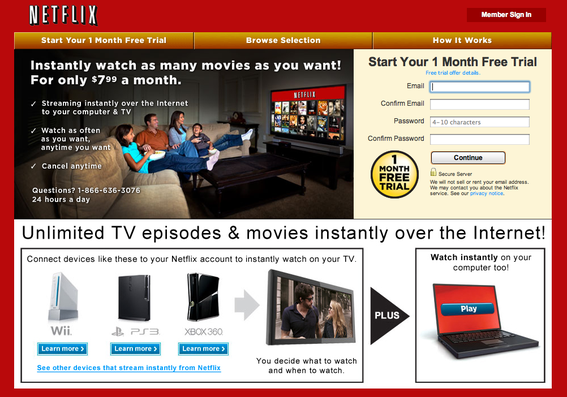 NETFLIX
Member Sign In
Start Your 1 Month Free Trial
Browse Selection
How It Works
Instantly watch as many movies as you want!
For only $7⁹⁹ a month.
✓ Streaming instantly over the Internet
to your computer & TV
✓ Watch as often
as you want,
anytime you want
✓ Cancel anytime
Questions? 1-866-636-3076
24 hours a day
NETFLIX
Start Your 1 Month Free Trial
Free trial offer details.
Email
Confirm Email
Password
4-10 characters
Confirm Password
Continue
1
MONTH
FREE
TRIAL
Secure Server
We will not sell or rent your email address.
We may contact you about the Netflix
service. See our privacy notice.
Unlimited TV episodes & movies instantly over the Internet!
Connect devices like these to your Netflix account to instantly watch on your TV.
Wii.
PS3
XBOX 360
Learn more >
Learn more >
Learn more >
See other devices that stream instantly from Netflix
You decide what to watch
and when to watch.
PLUS
Watch instantly on your
computer too!
Play